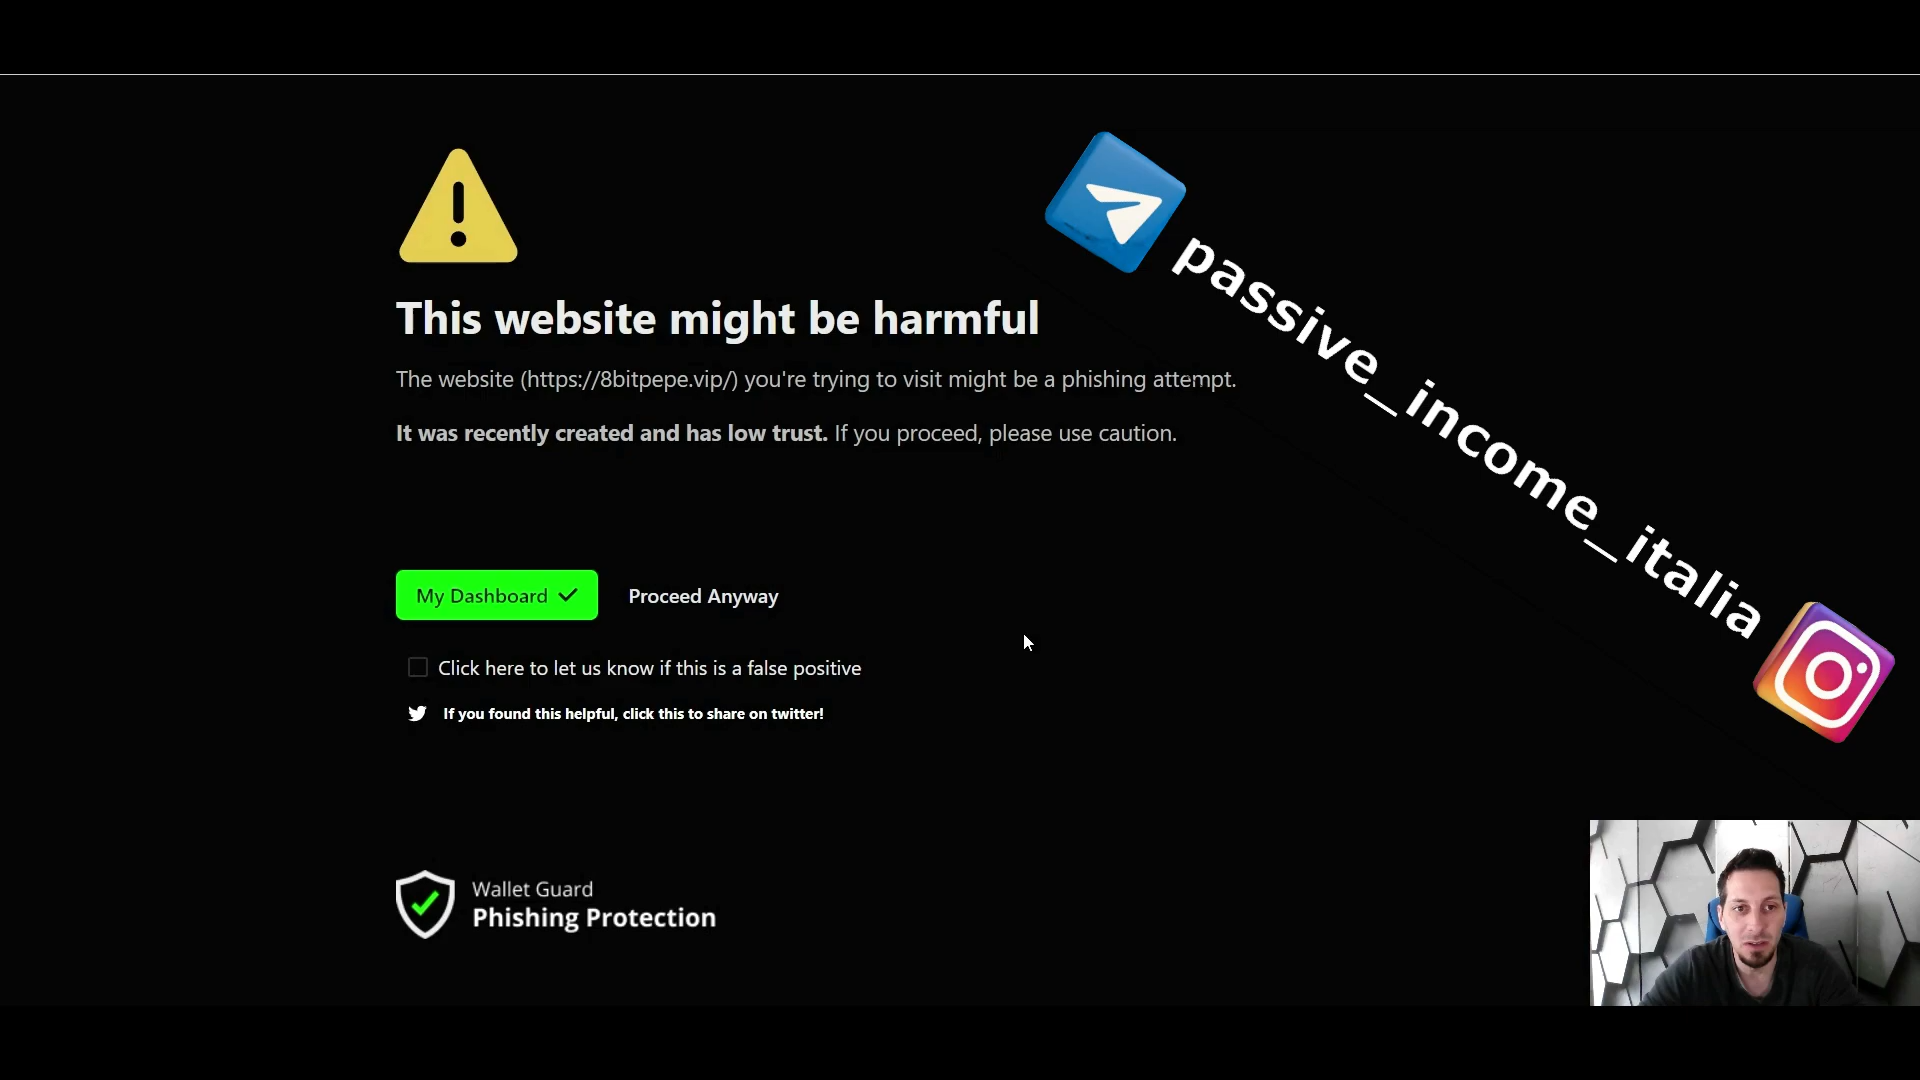 This website might be harmful
The website (https://8bitpepe.vip/) you're trying to visit might be a phishing attempt.
It was recently created and has low trust. If you proceed, please use caution.
My Dashboard
Proceed Anyway
Click here to let us know if this is a false positive
If you found this helpful, click this to share on twitter!
Wallet Guard
Phishing Protection
passive_income_italia